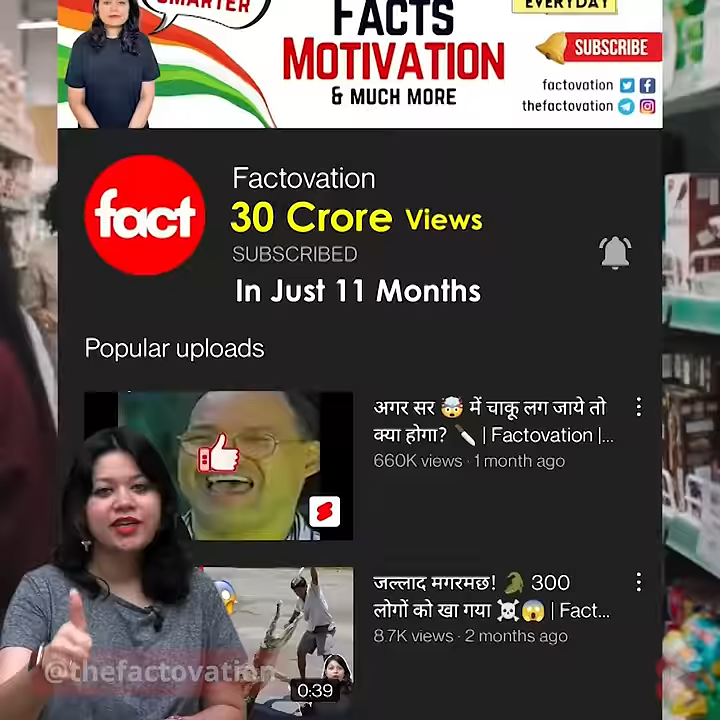 SMARTER
FACTS
MOTIVATION
& MUCH MORE
EVERYDAY
SUBSCRIBE
factovation
thefactovation
fact
Factovation
30 Crore Views
SUBSCRIBED
In Just 11 Months
Popular uploads
अगर सर 🤯 में चाकू लग जाये तो
क्या होगा? 🔪 | Factovation |...
660K views · 1 month ago
जल्लाद मगरमछ! 🐊 300
लोगों को खा गया ☠️😱 | Fact...
8.7K views · 2 months ago
0:39
@thefactovation